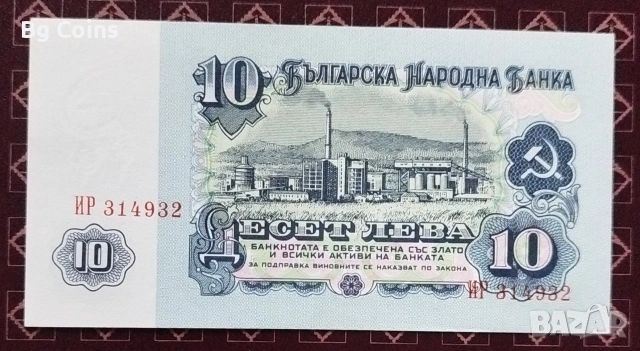 Bg Coins
10 БЪЛГАРСКА НАРОДНА БАНКА
ИР 314932
ДЕСЕТ ЛЕВА
БАНКНОТАТА Е ОБЕЗПЕЧЕНА СЪС ЗЛАТО
И ВСИЧКИ АКТИВИ НА БАНКАТА
ЗА ПОДПРАВКА ВИНОВНИТЕ СЕ НАКАЗВАТ ПО ЗАКОНА
10
10
ИР 314932
BAZAR